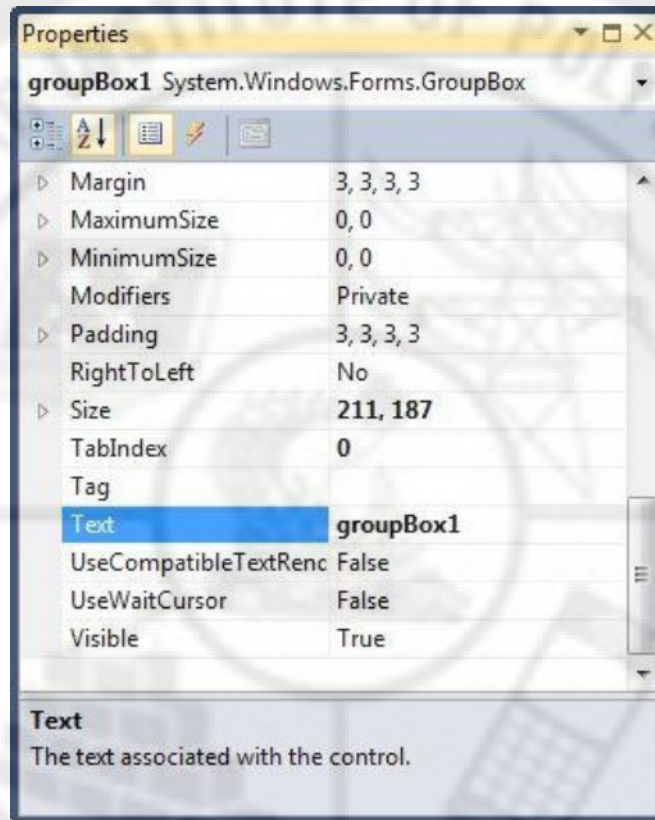 Properties
groupBox1 System.Windows.Forms.GroupBox
Margin 3, 3, 3, 3
MaximumSize 0, 0
MinimumSize 0, 0
Modifiers Private
Padding 3, 3, 3, 3
RightToLeft No
Size 211, 187
TabIndex 0
Tag
Text groupBox1
UseCompatibleTextRenc False
UseWaitCursor False
Visible True
Text
The text associated with the control.